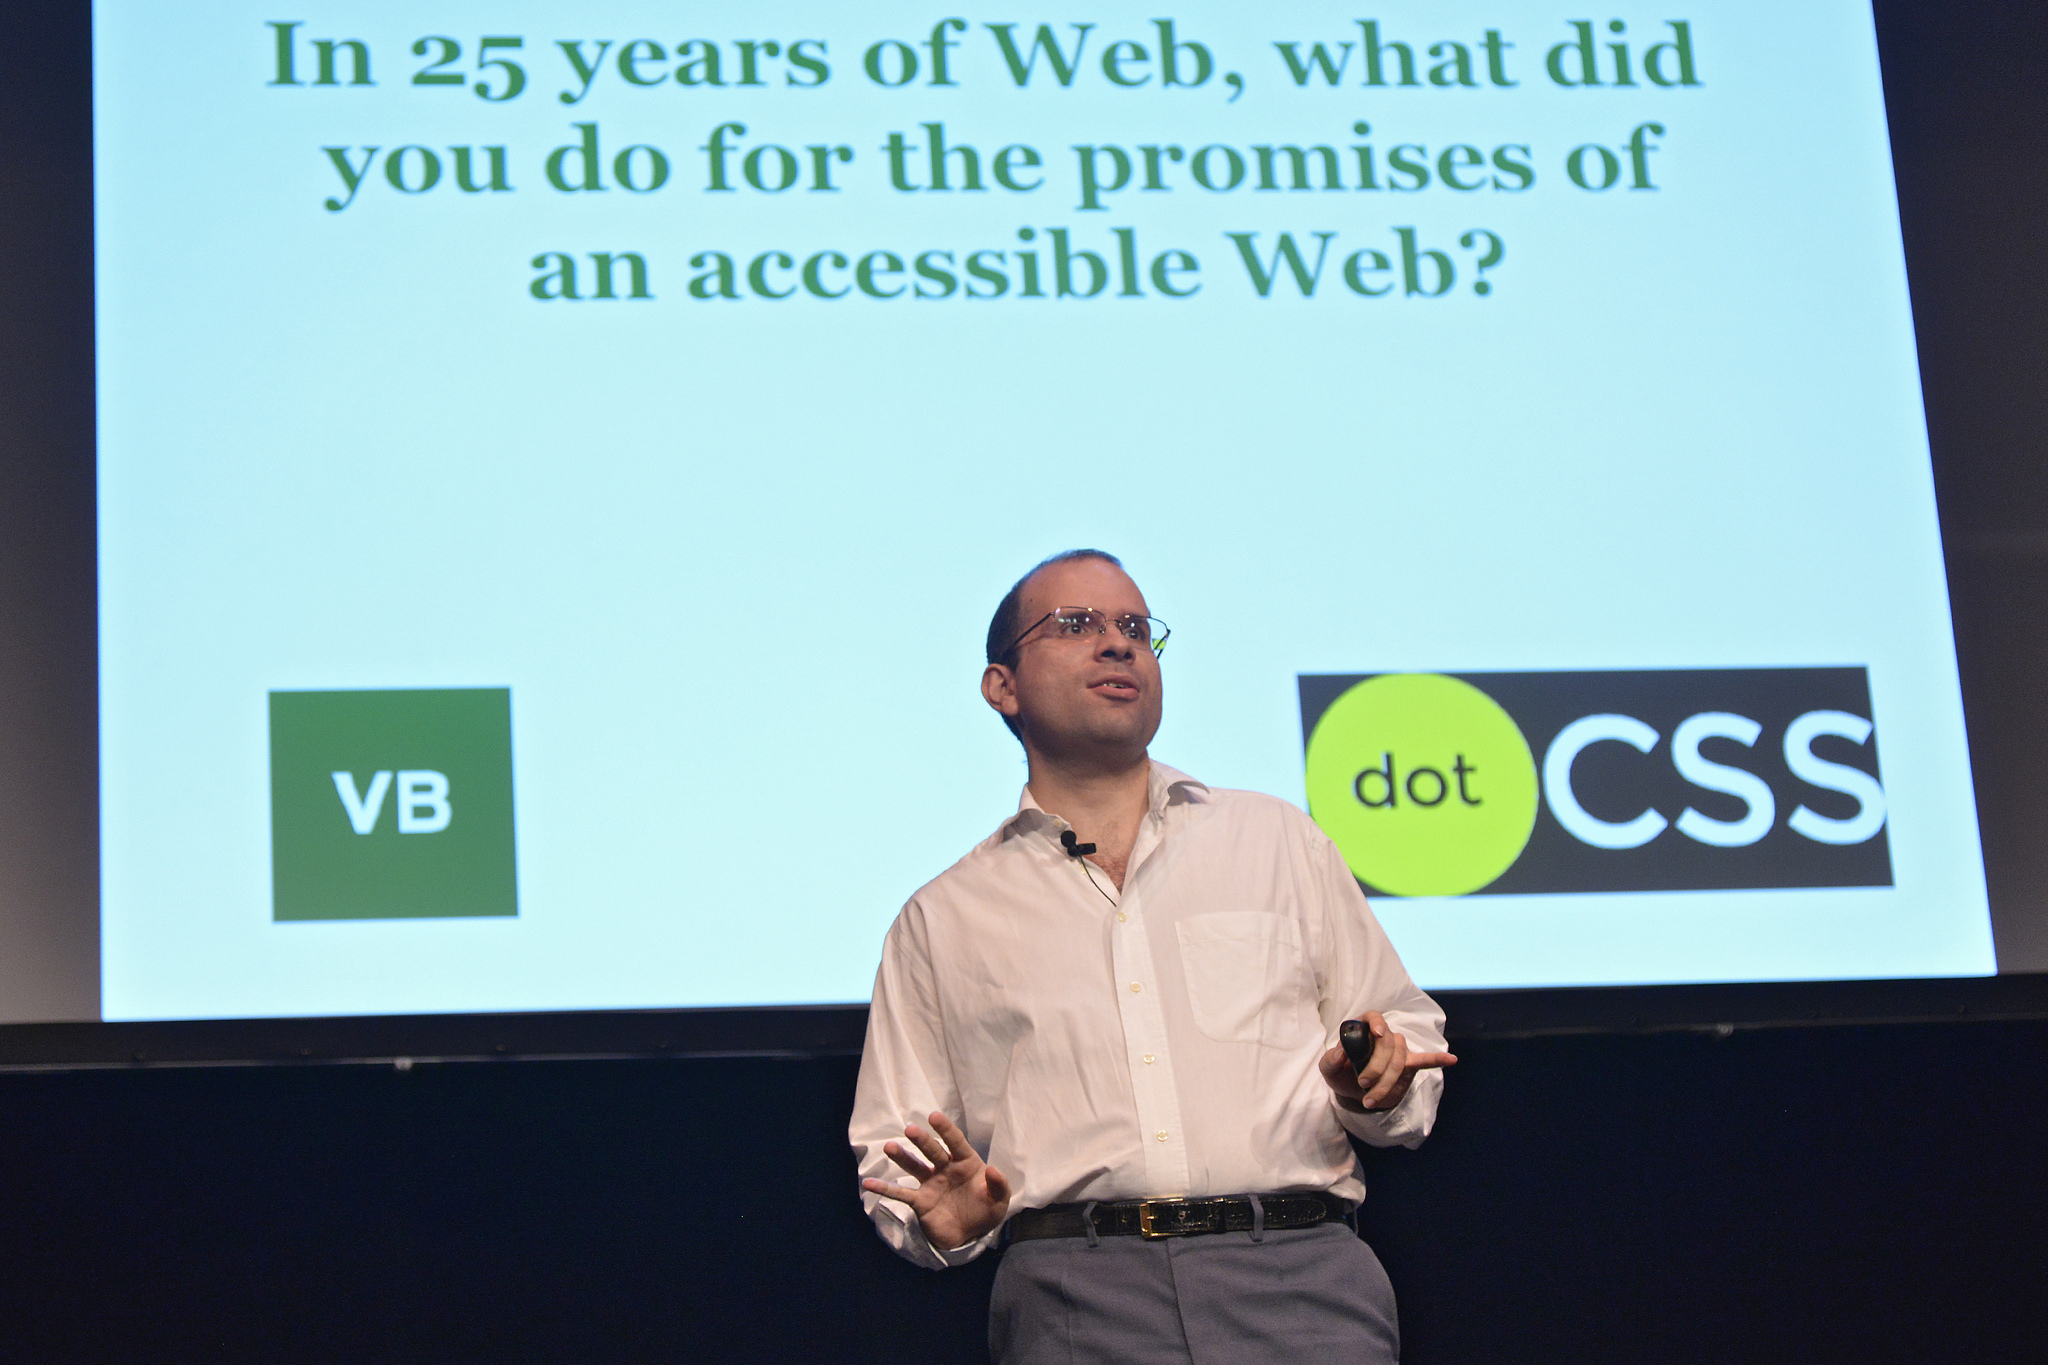 In 25 years of Web, what did
you do for the promises of
an accessible Web?
VB
dot CSS